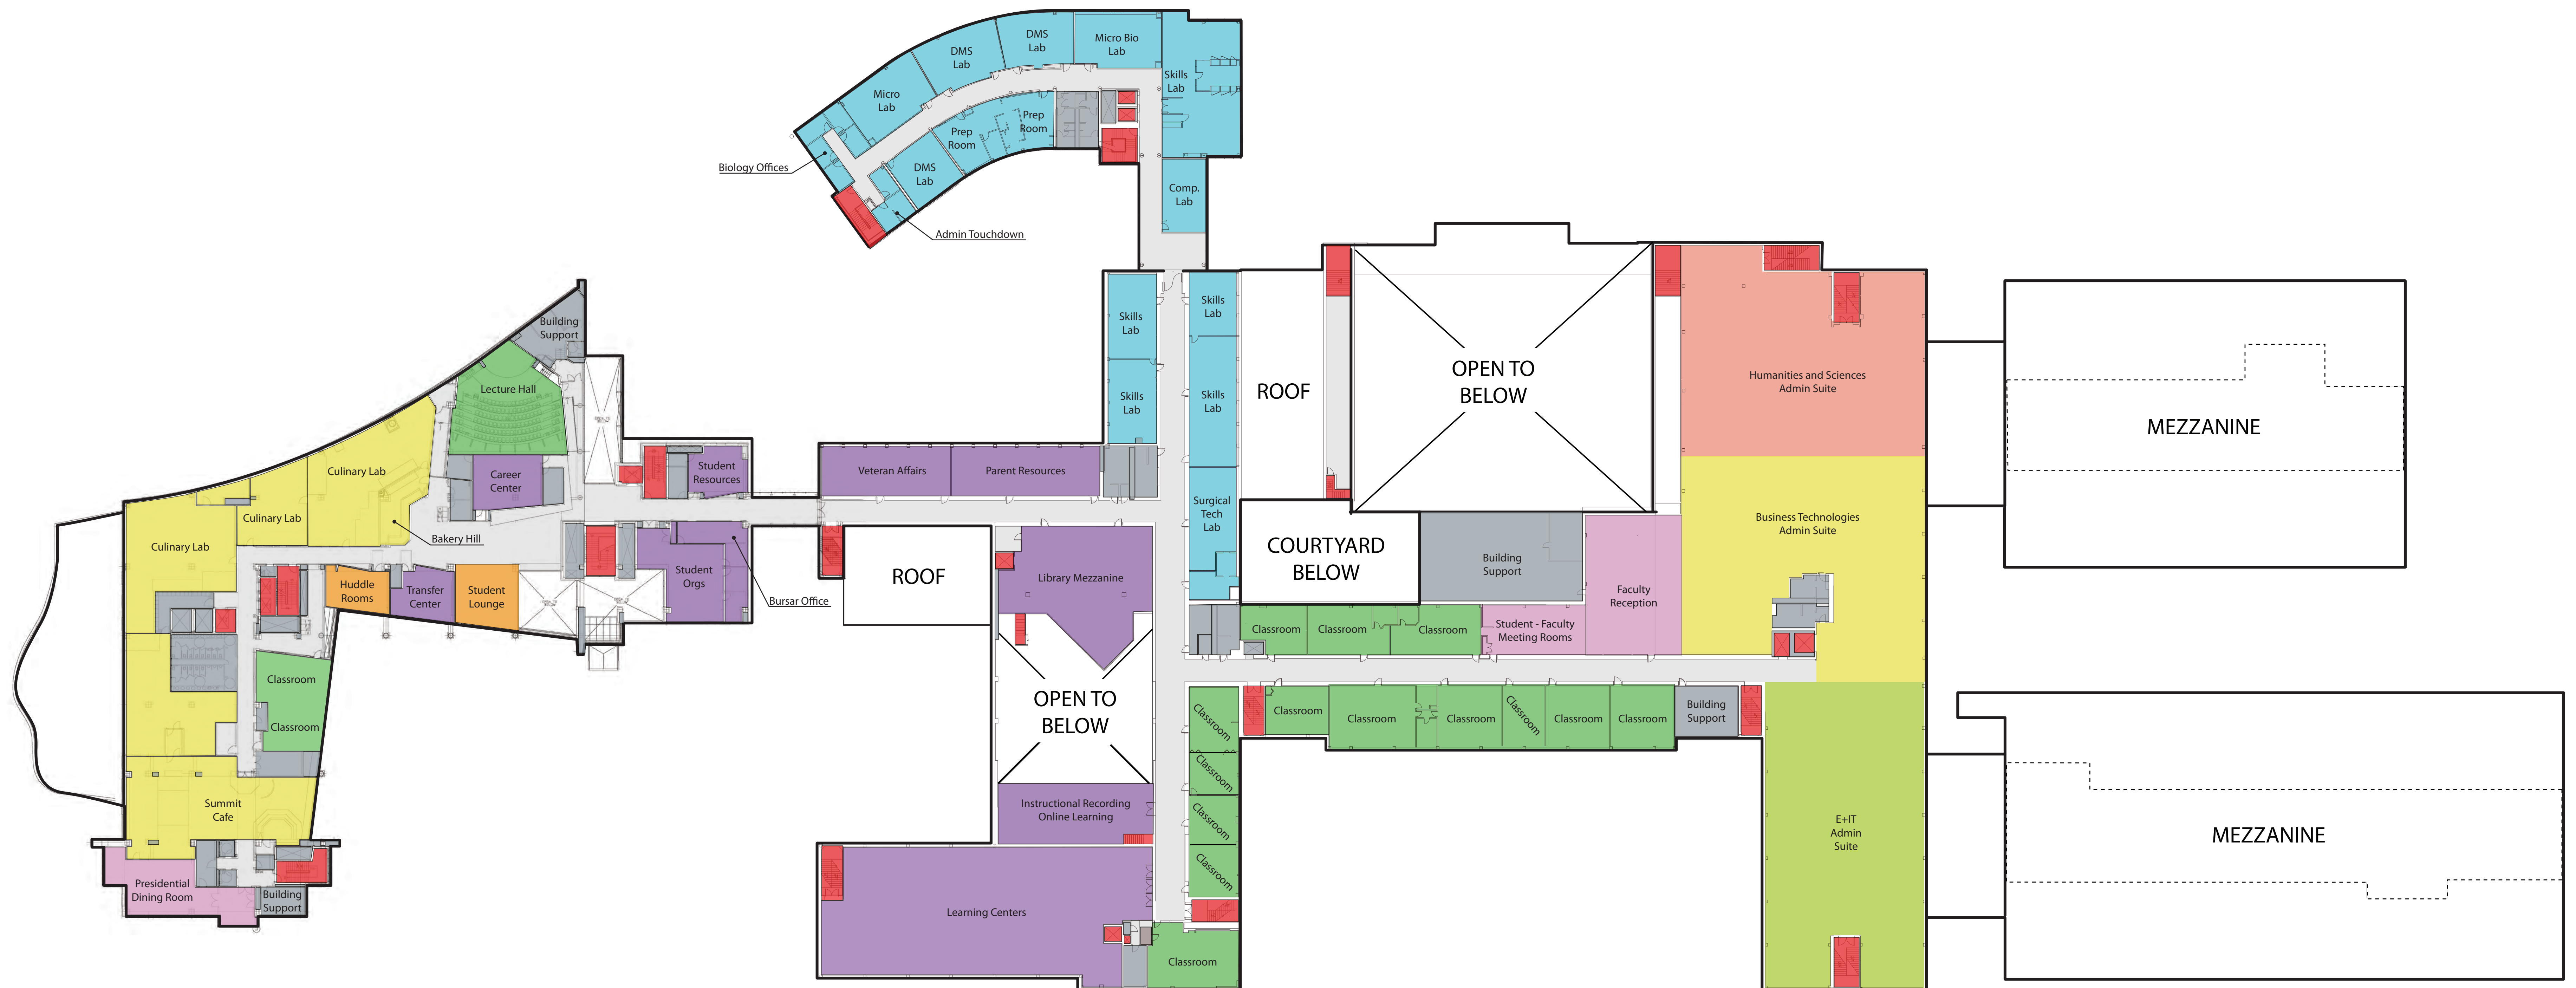 DMS
Lab
Micro Bio
Lab
DMS
Lab
Skills
Lab
Micro
Lab
Prep
Room
Prep
Room
Biology Offices
DMS
Lab
Comp.
Lab
Admin Touchdown
Building
Support
Skills
Lab
Skills
Lab
Lecture Hall
Skills
Lab
Skills
Lab
ROOF
OPEN TO
BELOW
Humanities and Sciences
Admin Suite
MEZZANINE
Culinary Lab
Career
Center
Student
Resources
Veteran Affairs
Parent Resources
Surgical
Tech
Lab
Culinary Lab
Culinary Lab
Bakery Hill
Business Technologies
Admin Suite
COURTYARD
BELOW
Building
Support
Huddle
Rooms
Transfer
Center
Student
Lounge
Student
Orgs
Bursar Office
ROOF
Library Mezzanine
Faculty
Reception
Classroom
Classroom
Classroom
Student - Faculty
Meeting Rooms
Classroom
Classroom
OPEN TO
BELOW
Classroom
Classroom
Classroom
Classroom
Classroom
Classroom
Classroom
Building
Support
Classroom
Classroom
Classroom
Summit
Cafe
Instructional Recording
Online Learning
E+IT
Admin
Suite
MEZZANINE
Presidential
Dining Room
Building
Support
Learning Centers
Classroom